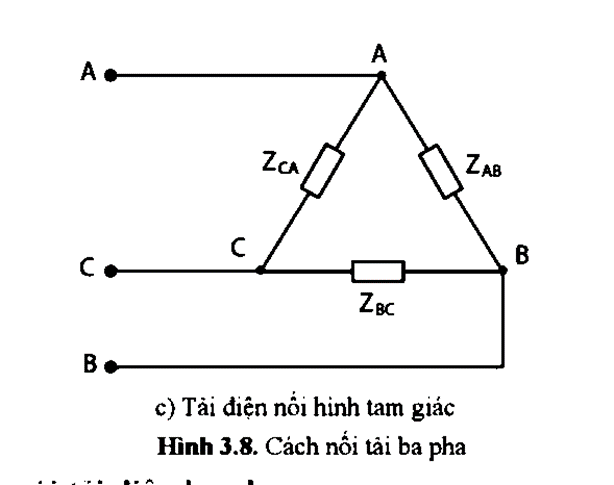 A
A
Z_CA
Z_AB
C
C
B
Z_BC
B
c) Tải điện nối hình tam giác
Hình 3.8. Cách nối tải ba pha